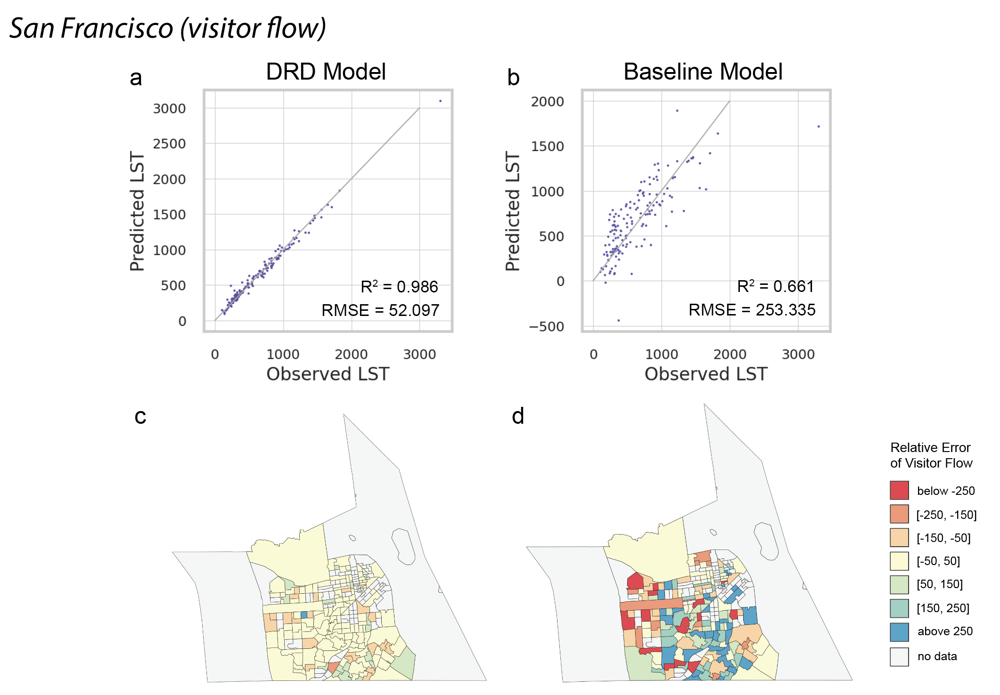 San Francisco (visitor flow)
a
DRD Model
3000
2500
2000
1500
1000
500
0
Predicted LST
R² = 0.986
RMSE = 52.097
0 1000 2000 3000
Observed LST
b
Baseline Model
2000
1500
1000
500
0
−500
Predicted LST
R² = 0.661
RMSE = 253.335
0 1000 2000 3000
Observed LST
c
d
Relative Error
of Visitor Flow
below -250
[-250, -150]
[-150, -50]
[-50, 50]
[50, 150]
[150, 250]
above 250
no data